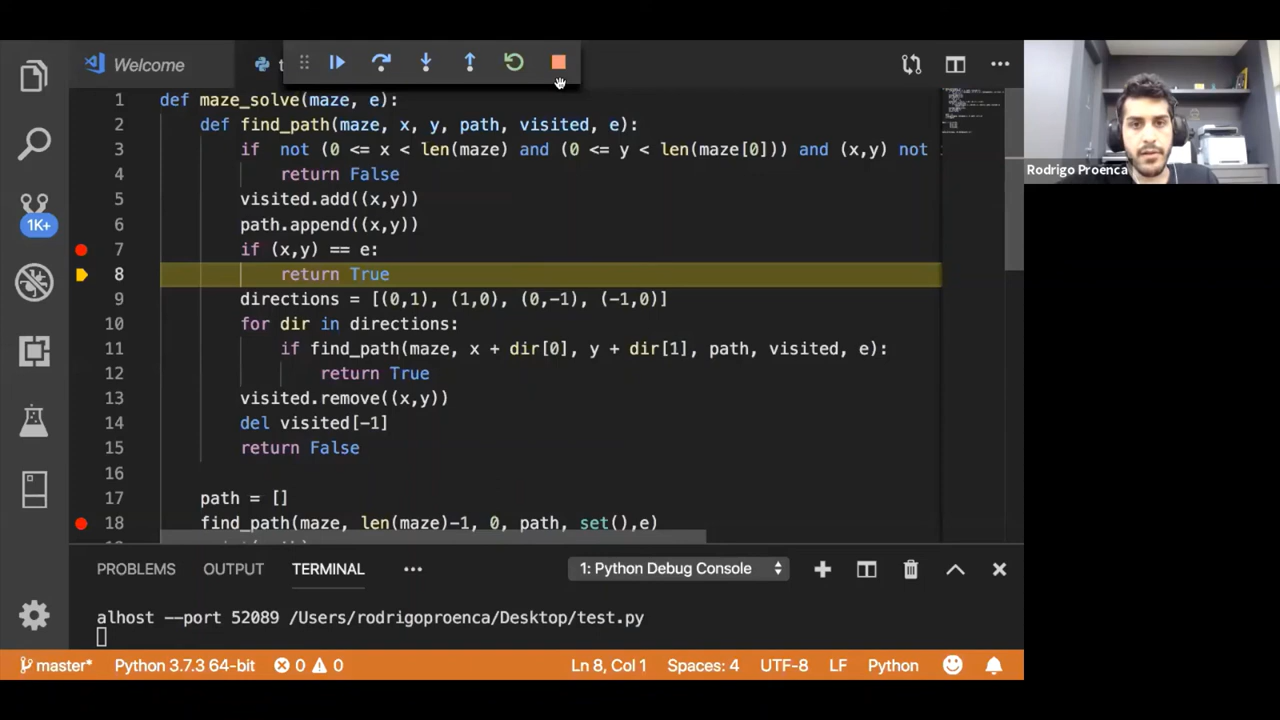 Welcome
1 def maze_solve(maze, e):
2 def find_path(maze, x, y, path, visited, e):
3 if not (0 <= x < len(maze) and (0 <= y < len(maze[0])) and (x,y) not
4 return False
5 visited.add((x,y))
6 path.append((x,y))
7 if (x,y) == e:
8 return True
9 directions = [(0,1), (1,0), (0,-1), (-1,0)]
10 for dir in directions:
11 if find_path(maze, x + dir[0], y + dir[1], path, visited, e):
12 return True
13 visited.remove((x,y))
14 del visited[-1]
15 return False
16
17 path = []
18 find_path(maze, len(maze)-1, 0, path, set(),e)
1K+
Rodrigo Proenca
PROBLEMS OUTPUT TERMINAL ••• 1: Python Debug Console
alhost --port 52089 /Users/rodrigoproenca/Desktop/test.py
master* Python 3.7.3 64-bit 0 0 Ln 8, Col 1 Spaces: 4 UTF-8 LF Python